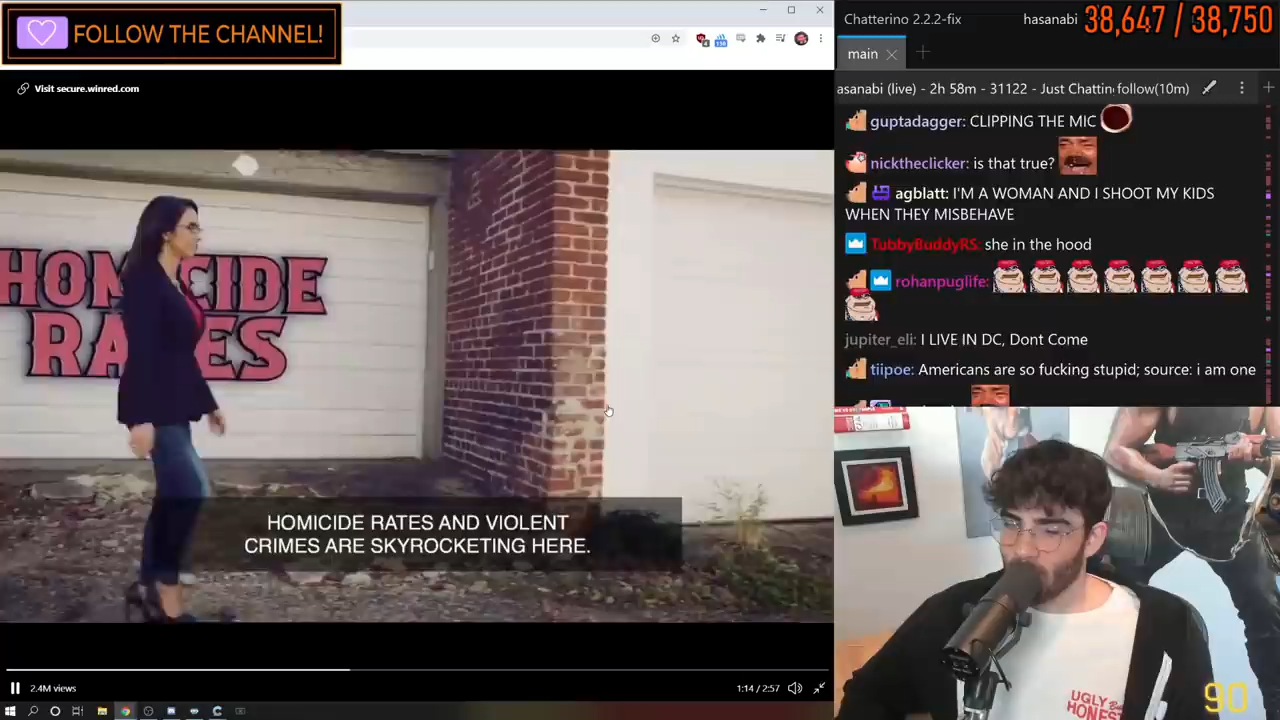 FOLLOW THE CHANNEL!
Visit secure.winred.com
HOMICIDE
RATES
HOMICIDE RATES AND VIOLENT
CRIMES ARE SKYROCKETING HERE.
2.4M views
1:14 / 2:57
Chatterino 2.2.2-fix
hasanabi
38,647 / 38,750
main
asanabi (live) - 2h 58m - 31122 - Just Chattin
follow(10m)
guptadagger: CLIPPING THE MIC
nicktheclicker: is that true?
agblatt: I'M A WOMAN AND I SHOOT MY KIDS
WHEN THEY MISBEHAVE
TubbyBuddyRS: she in the hood
rohanpuglife:
jupiter_eli: I LIVE IN DC, Dont Come
tiipoe: Americans are so fucking stupid; source: i am one
UGLY
HONES
90